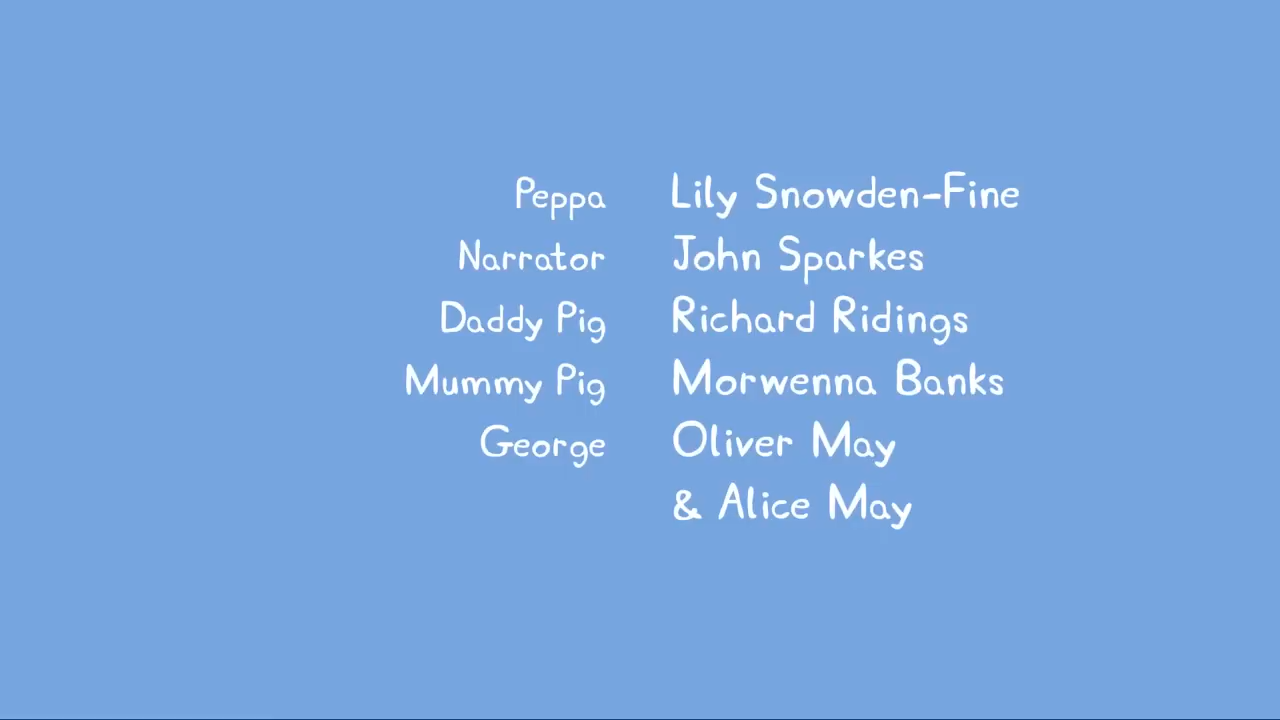 Peppa Lily Snowden-Fine
Narrator John Sparkes
Daddy Pig Richard Ridings
Mummy Pig Morwenna Banks
George Oliver May
& Alice May